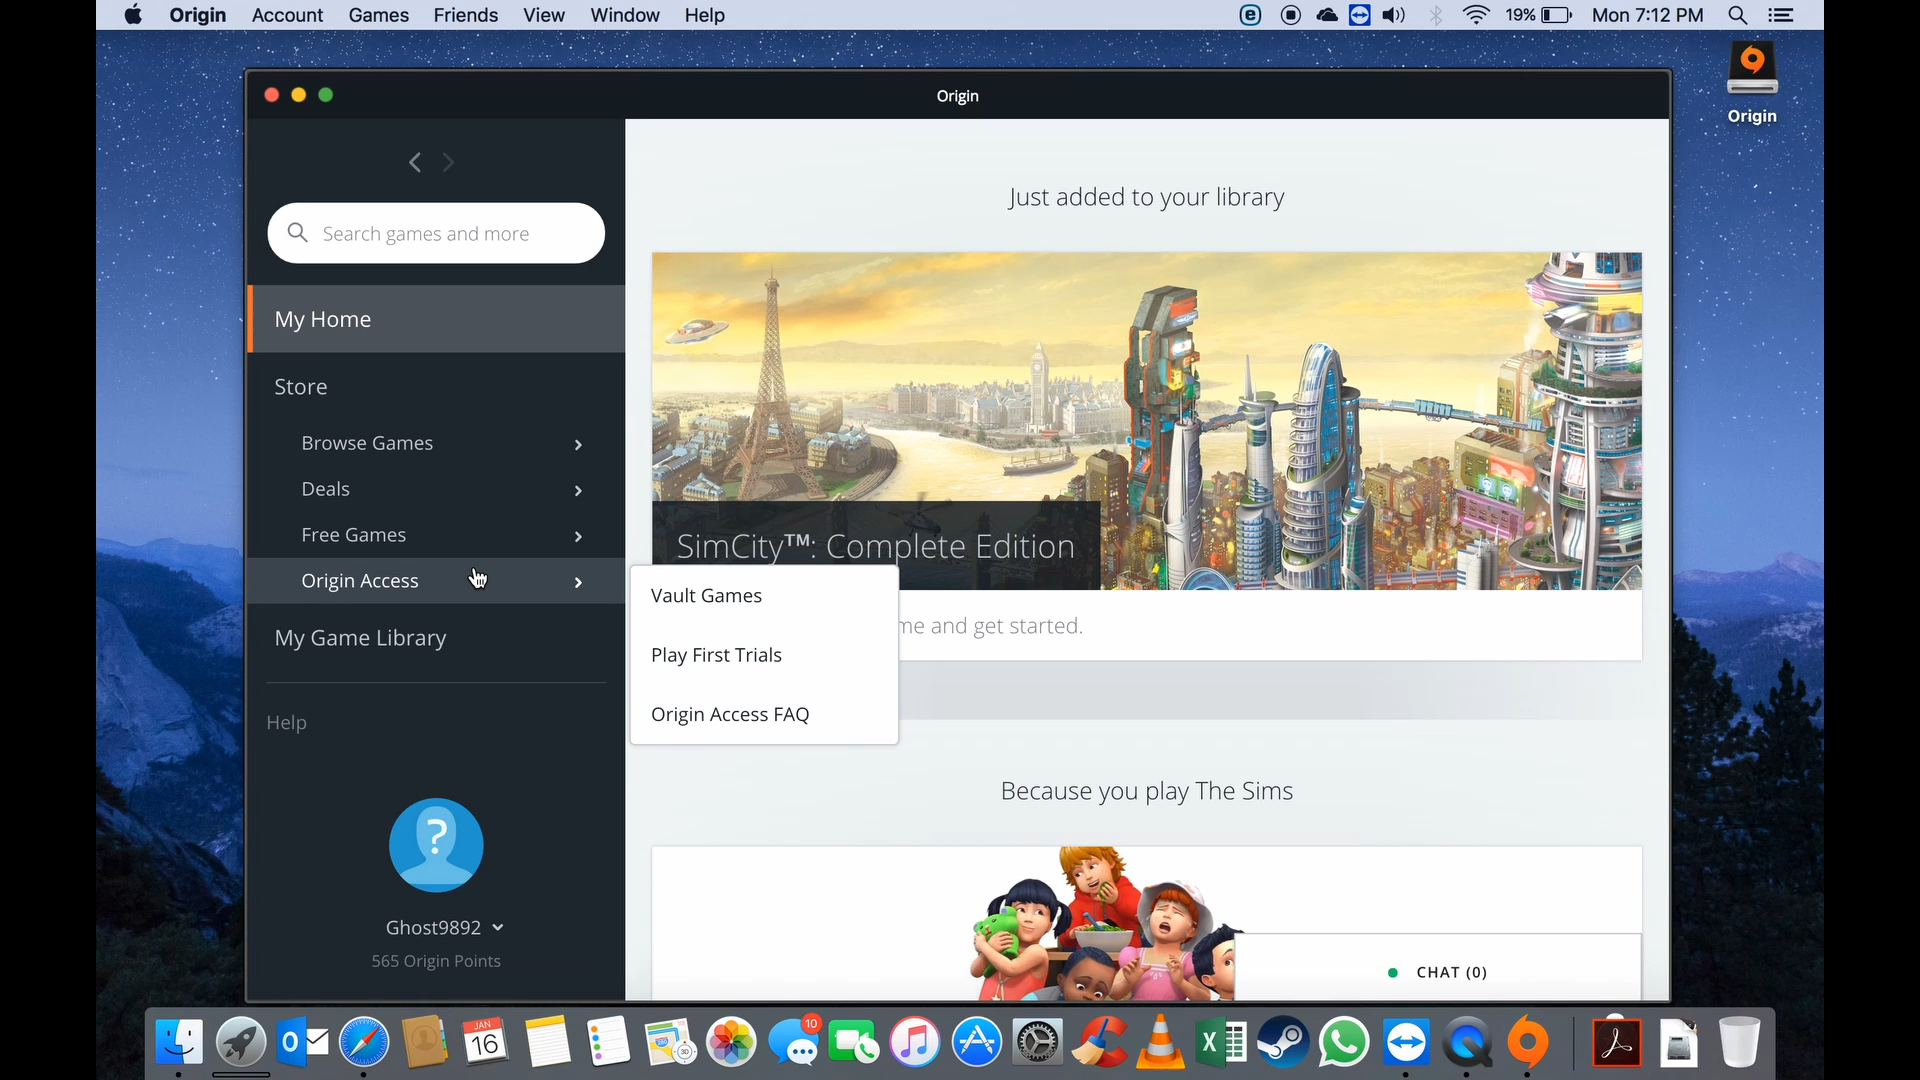 Origin Account Games Friends View Window Help
19% Mon 7:12 PM
Origin
Origin
Search games and more
My Home
Store
Browse Games
Deals
Free Games
Origin Access
My Game Library
Help
Ghost9892
565 Origin Points
Just added to your library
SimCity™: Complete Edition
me and get started.
Vault Games
Play First Trials
Origin Access FAQ
Because you play The Sims
CHAT (0)
JAN
16
10